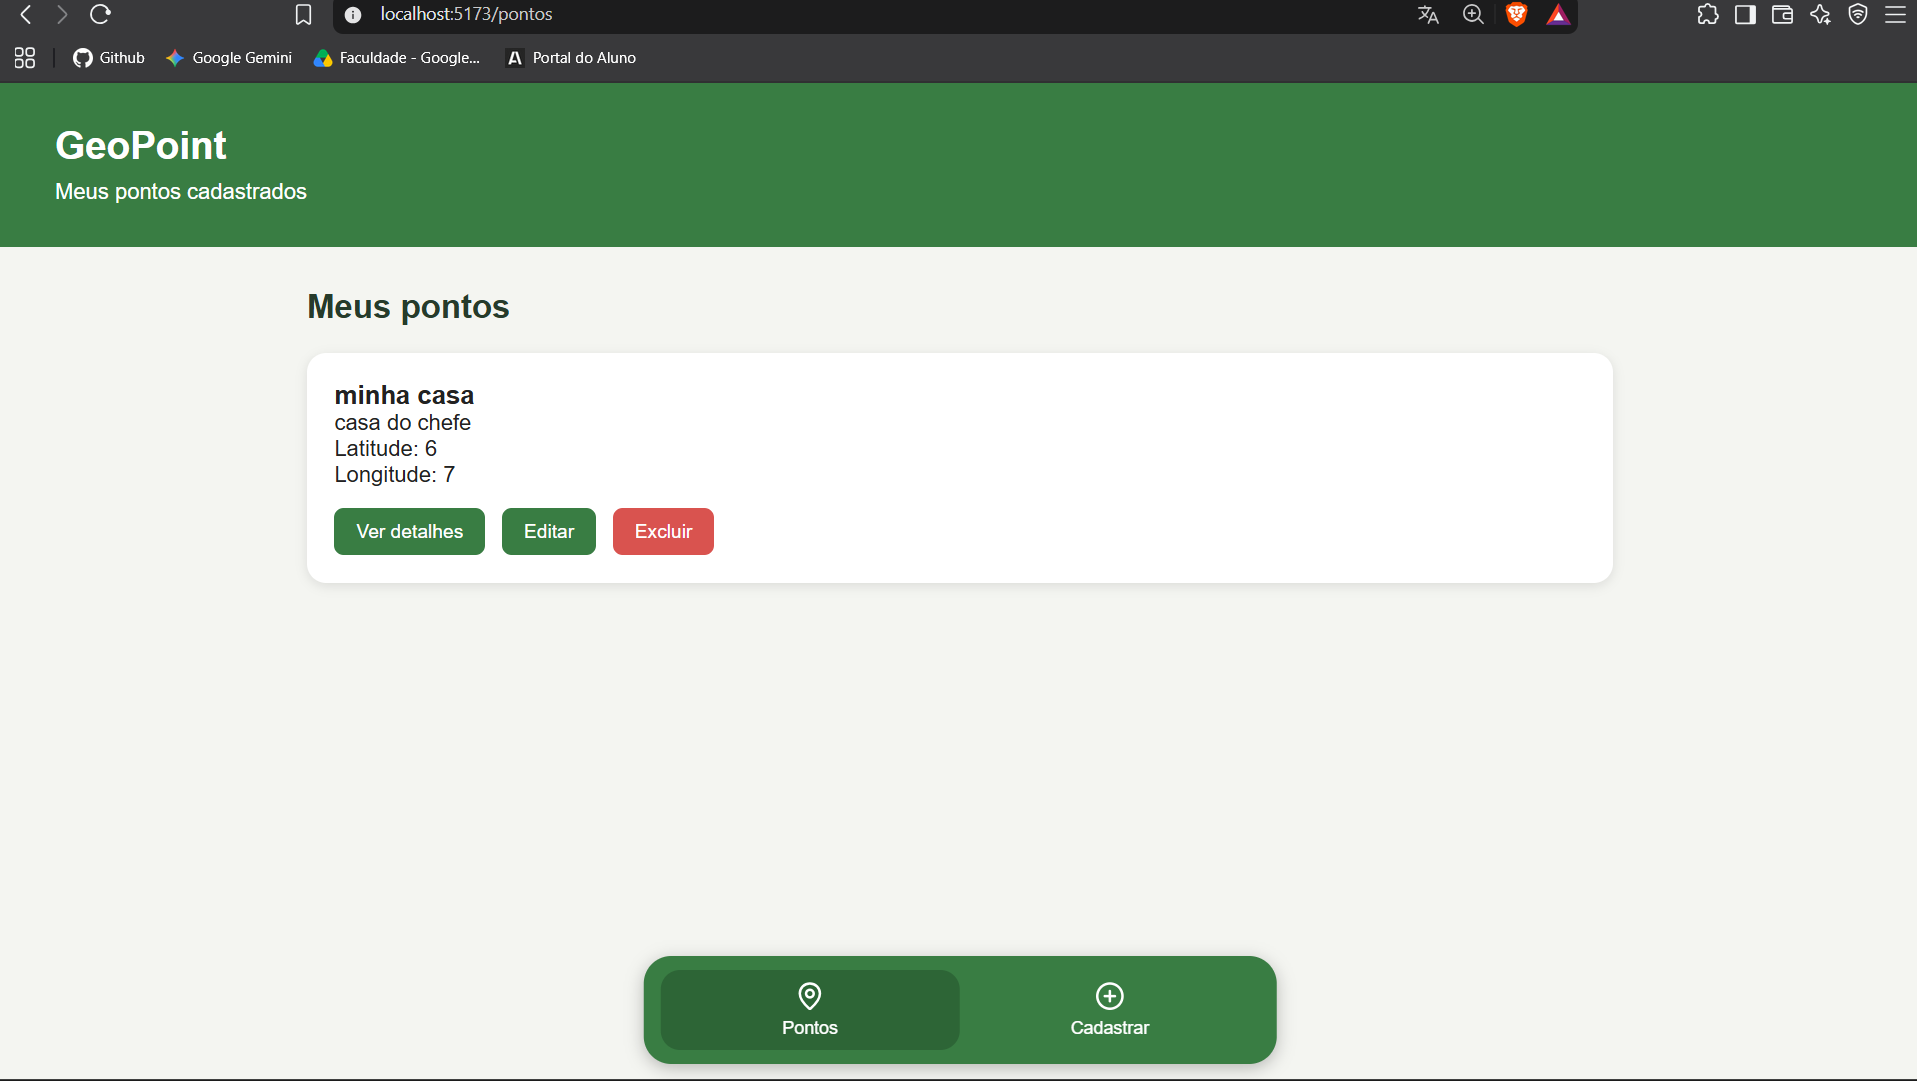 localhost:5173/pontos
Github
Google Gemini
Faculdade - Google...
Portal do Aluno
GeoPoint
Meus pontos cadastrados
Meus pontos
minha casa
casa do chefe
Latitude: 6
Longitude: 7
Ver detalhes
Editar
Excluir
Pontos
Cadastrar